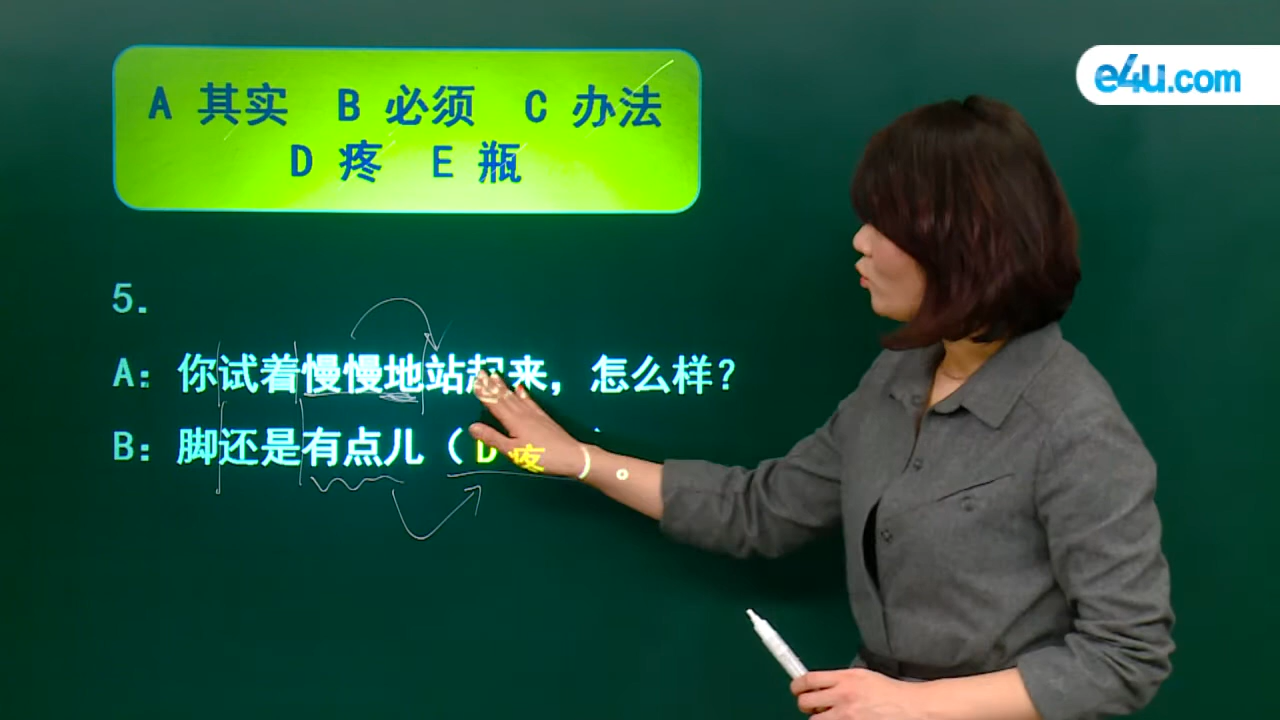 e4u.com
A 其实 B 必须 C 办法
D 疼 E 瓶
5.
A：你试着慢慢地站起来，怎么样？
B：脚还是有点儿（D 疼）。